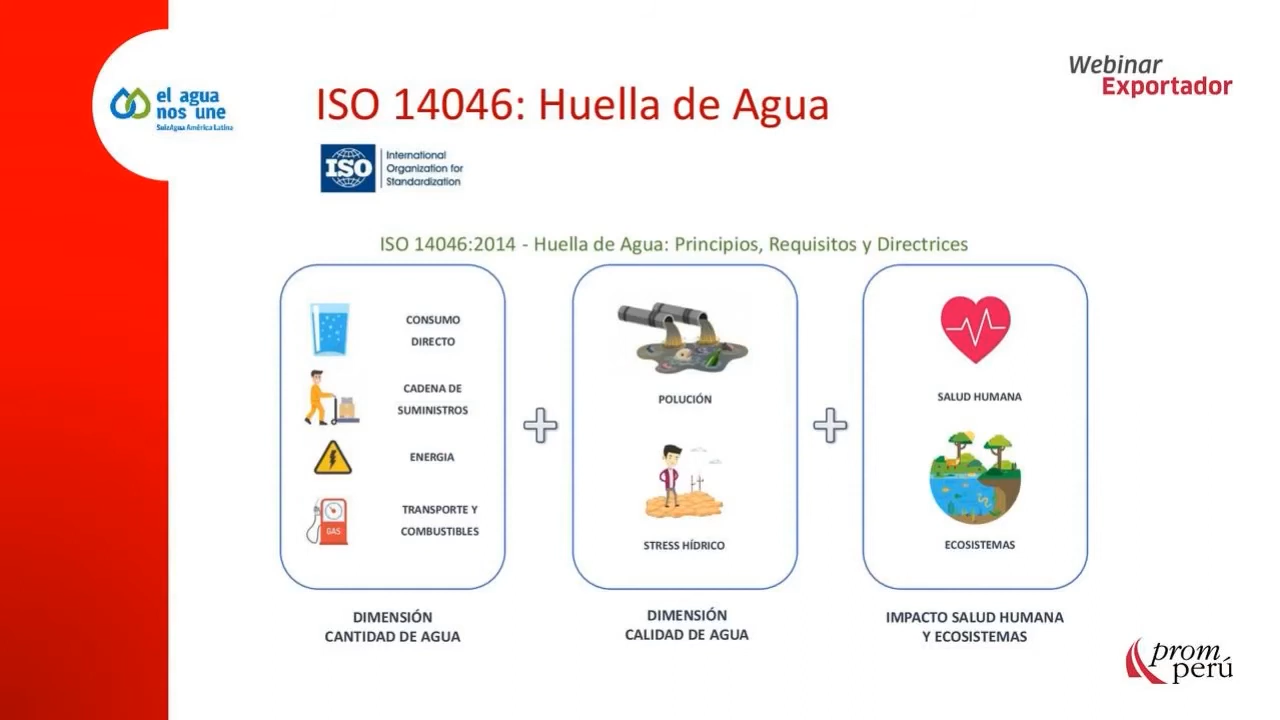 el agua
nos une
SuizAgua América Latina
ISO 14046: Huella de Agua
Webinar
Exportador
ISO
International
Organization for
Standardization
ISO 14046:2014 - Huella de Agua: Principios, Requisitos y Directrices
CONSUMO
DIRECTO
CADENA DE
SUMINISTROS
ENERGIA
TRANSPORTE Y
COMBUSTIBLES
GAS
DIMENSIÓN
CANTIDAD DE AGUA
POLUCIÓN
STRESS HÍDRICO
DIMENSIÓN
CALIDAD DE AGUA
SALUD HUMANA
ECOSISTEMAS
IMPACTO SALUD HUMANA
Y ECOSISTEMAS
prom
perú